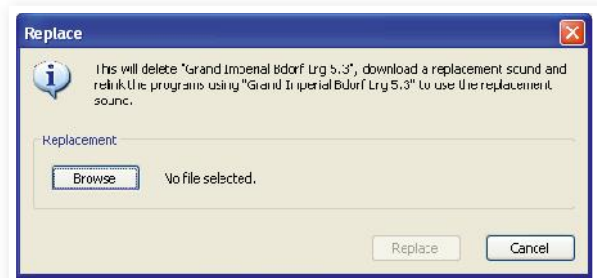 Replace
This will delete "Grand Imperial Bdorf Lrg 5.3", download a replacement sound and
relink the programs using "Grand Imperial Bdorf Lrg 5.3" to use the replacement
sound.
Replacement
Browse No file selected.
Replace Cancel